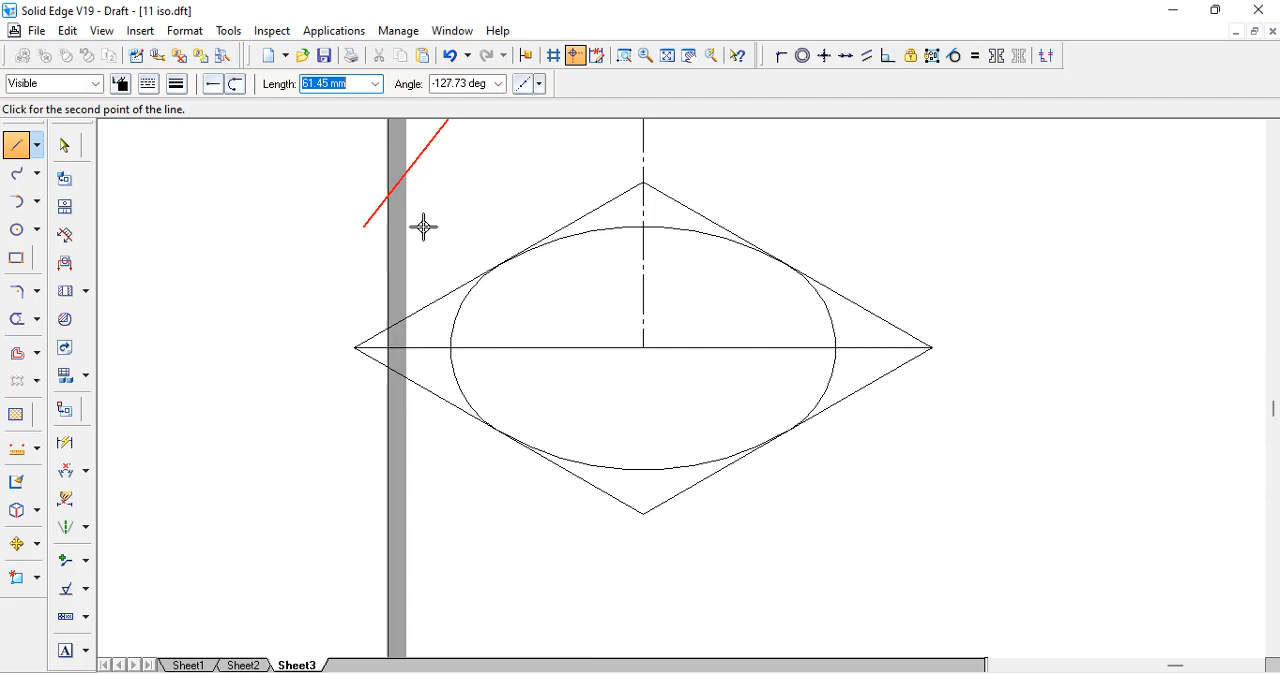 Solid Edge V19 - Draft - [11 iso.dft]
File Edit View Insert Format Tools Inspect Applications Manage Window Help
Visible Length: 61.45 mm Angle: -127.73 deg
Click for the second point of the line.
A
Sheet1 Sheet2 Sheet3